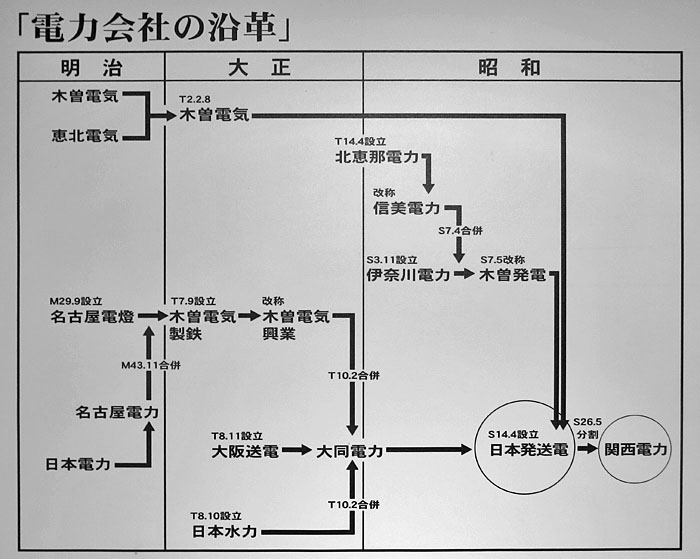 「電力会社の沿革」
明治
大正
昭和
木曽電気
恵北電気
T2.2.8
木曽電気
T14.4設立
北恵那電力
改称
信美電力
S7.4合併
S3.11設立
伊奈川電力
S7.5改称
木曽発電
M29.9設立
名古屋電燈
T7.9設立
木曽電気
製鉄
改称
木曽電気
興業
M43.11合併
T10.2合併
名古屋電力
日本電力
T8.11設立
大阪送電
大同電力
S14.4設立
日本発送電
S26.5
分割
関西電力
T10.2合併
T8.10設立
日本水力